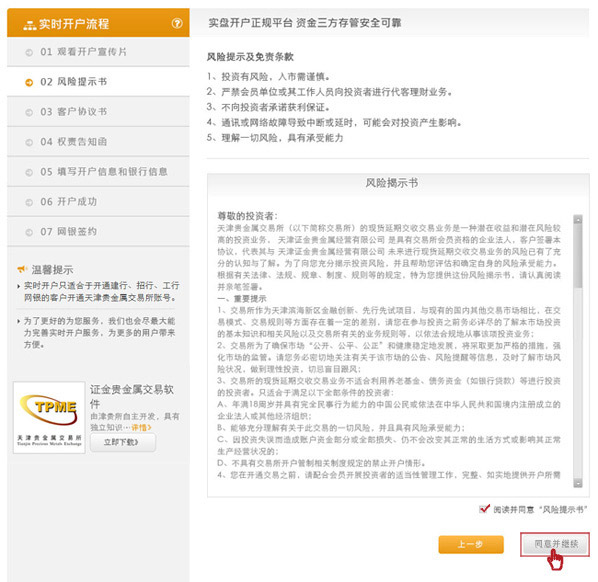 实时开户流程
?
01 观看开户宣传片
02 风险提示书
03 客户协议书
04 权责告知函
05 填写开户信息和银行信息
06 开户成功
07 网银签约
温馨提示
实时开户只适合于开通建行、招行、工行
网银的客户开通天津贵金属交易所账号。
为了更好的为您服务，我们也会尽最大能
力完善实时开户功能，为更多的用户带来
方便。
TPME
天津贵金属交易所
Tianjin Precious Metals Exchange
证金贵金属交易软
件
由津贵所自主开发，具有
独立知识…详情》
立即下载》
实盘开户正规平台 资金三方存管安全可靠
风险提示及免责条款
1、投资有风险，入市需谨慎。
2、严禁会员单位或其工作人员向投资者进行代客理财业务。
3、不向投资者承诺获利保证。
4、通讯或网络故障导致中断或延时，可能会对投资产生影响。
5、理解一切风险，具有承受能力
风险揭示书
尊敬的投资者：
天津贵金属交易所（以下简称交易所）的现货延期交收交易业务是一种潜在收益和潜在风险较
高的投资业务， 天津证金贵金属经营有限公司 是具有交易所会员资格的企业法人，客户签署本
协议，代表其与 天津证金贵金属经营有限公司 未来进行现货延期交收交易业务的风险已有了充
分的认知与了解。为了向您充分揭示投资风险，并且帮助您评估和确定自身的风险承受能力。
根据有关法律、法规、规章、制度、规则等的规定，特为您提供这份风险揭示书，请认真阅读
并亲笔签署。
一、重要提示
1、交易所作为天津滨海新区金融创新、先行先试项目，与现有的国内其他交易市场相比，在交
易模式、交易规则等方面存在着一定的差别，请您在参与投资之前务必详尽的了解本市场投资
的基本知识和相关风险以及交易所有关的业务规则等，以依法合规地从事该项投资业务；
2、交易所为了确保市场“公开、公平、公正”和健康稳定地发展，将采取更加严格的措施，强
化市场的监管。请您务必密切地关注有关于该市场的公告、风险提醒等信息，及时了解市场风
险状况，做到理性投资，切忌盲目跟风；
3、交易所的现货延期交收交易业务不适合利用养老基金、债务资金（如银行贷款）等进行投资
的投资者。只适合于满足以下全部条件的投资者：
A、年满18周岁并具有完全民事行为能力的中国公民或依法在中华人民共和国境内注册成立的
企业法人或其他经济组织；
B、能够充分理解有关于此交易的一切风险，并且具有风险承受能力；
C、因投资失误而造成账户资金部分或全部损失、仍不会改变其正常的生活方式或影响其正常
生产经营状况的；
D、不具有交易所开户管制相关制度规定的禁止开户情形。
4、您在开通交易之前，请配合会员开展投资者的适当性管理工作，完整、如实地提供开户所需
阅读并同意“风险提示书”
上一步
同意并继续